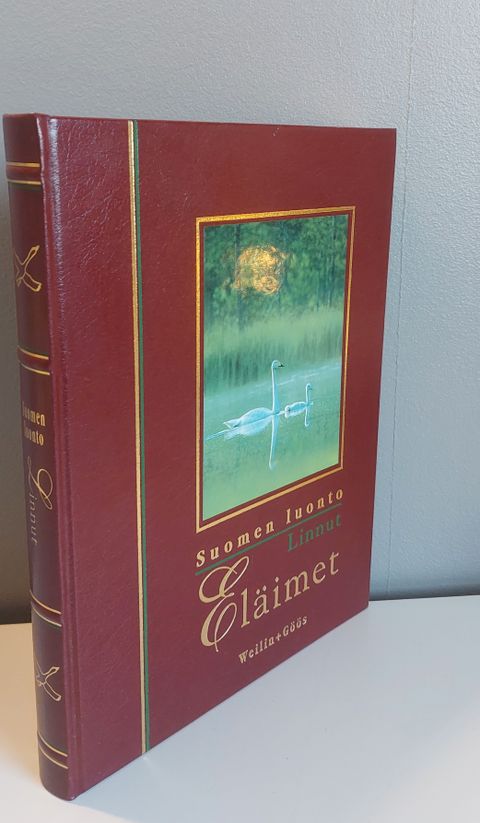 Suomen
luonto
Linnut
Suomen luonto
Linnut
Eläimet
Weilin+Göös